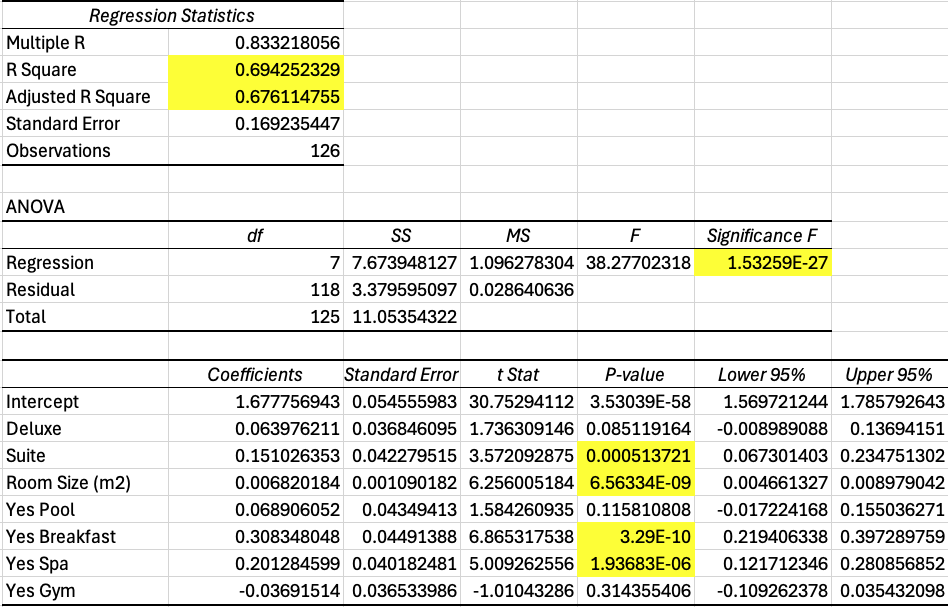 Regression Statistics
Multiple R 0.833218056
R Square 0.694252329
Adjusted R Square 0.676114755
Standard Error 0.169235447
Observations 126
ANOVA
df SS MS F Significance F
Regression 7 7.673948127 1.096278304 38.27702318 1.53259E-27
Residual 118 3.379595097 0.028640636
Total 125 11.05354322
Coefficients Standard Error t Stat P-value Lower 95% Upper 95%
Intercept 1.677756943 0.054555983 30.75294112 3.53039E-58 1.569721244 1.785792643
Deluxe 0.063976211 0.036846095 1.736309146 0.085119164 -0.008989088 0.13694151
Suite 0.151026353 0.042279515 3.572092875 0.000513721 0.067301403 0.234751302
Room Size (m2) 0.006820184 0.001090182 6.256005184 6.56334E-09 0.004661327 0.008979042
Yes Pool 0.068906052 0.04349413 1.584260935 0.115810808 -0.017224168 0.155036271
Yes Breakfast 0.308348048 0.04491388 6.865317538 3.29E-10 0.219406338 0.397289759
Yes Spa 0.201284599 0.040182481 5.009262556 1.93683E-06 0.121712346 0.280856852
Yes Gym -0.03691514 0.036533986 -1.01043286 0.314355406 -0.109262378 0.035432098